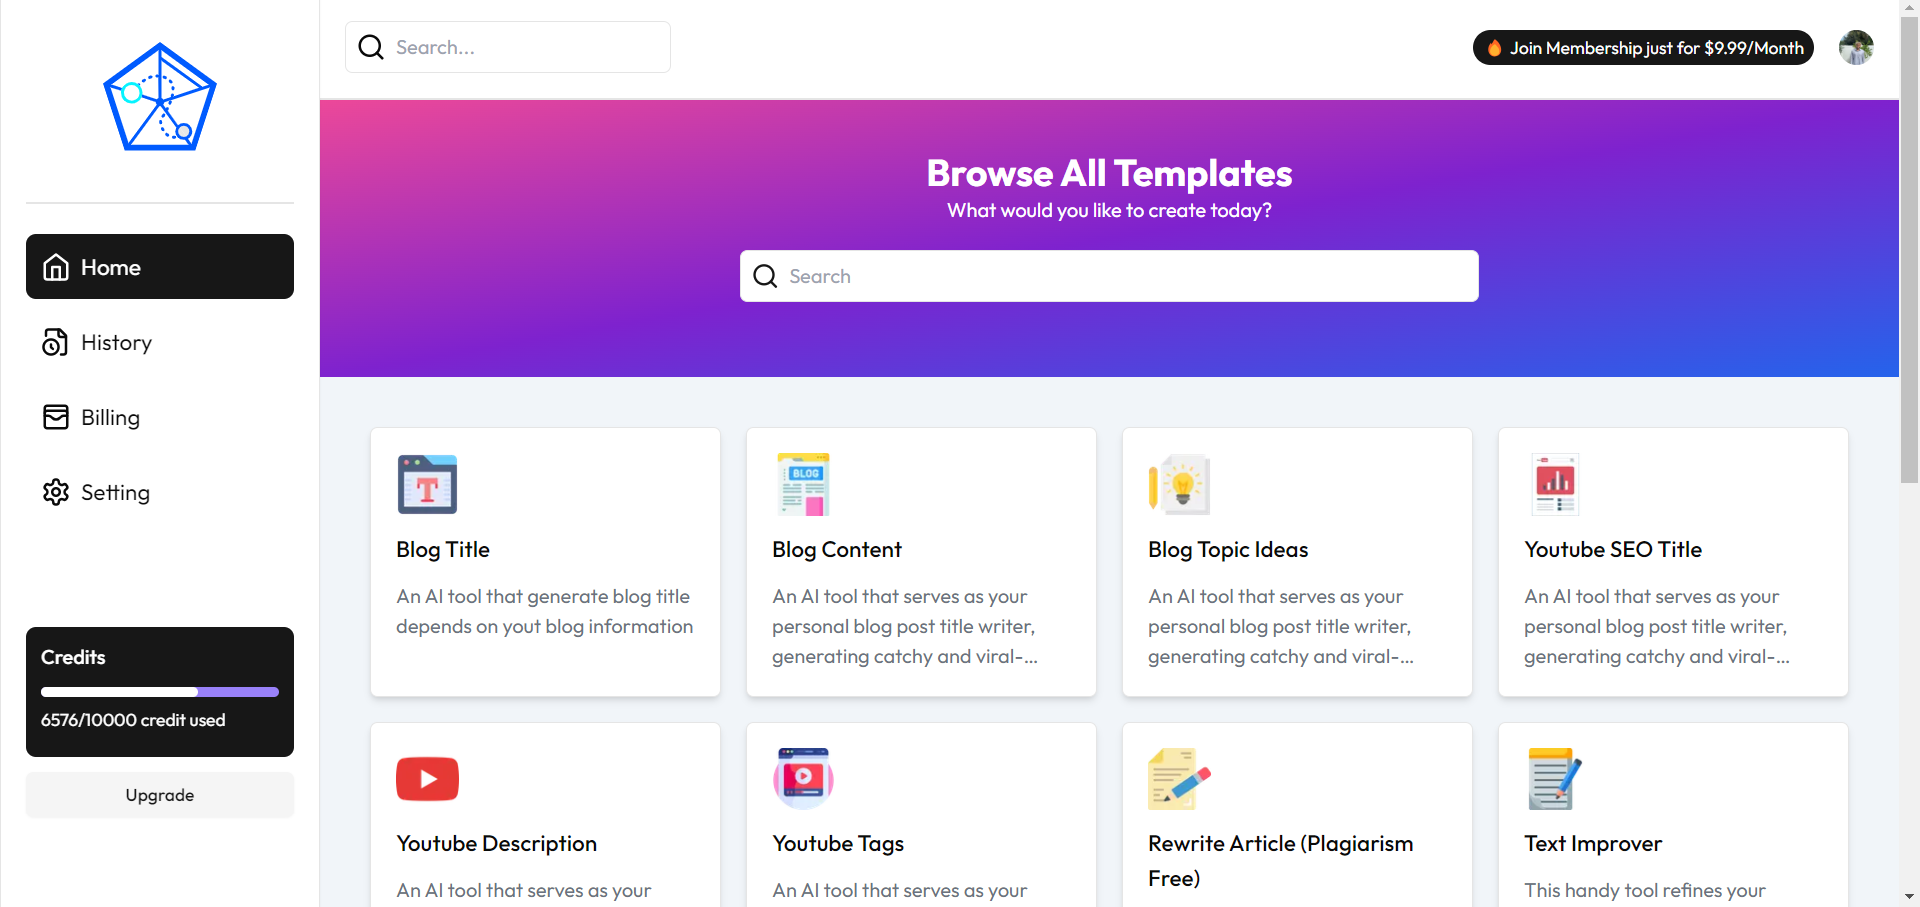 Search...
🔥 Join Membership just for $9.99/Month
Home
History
Billing
Setting
Credits
6576/10000 credit used
Upgrade
Browse All Templates
What would you like to create today?
Search
T
Blog Title
An AI tool that generate blog title
depends on yout blog information
BLOG
Blog Content
An AI tool that serves as your
personal blog post title writer,
generating catchy and viral-...
Blog Topic Ideas
An AI tool that serves as your
personal blog post title writer,
generating catchy and viral-...
Youtube SEO Title
An AI tool that serves as your
personal blog post title writer,
generating catchy and viral-...
Youtube Description
An AI tool that serves as your
Youtube Tags
An AI tool that serves as your
Rewrite Article (Plagiarism
Free)
Text Improver
This handy tool refines your